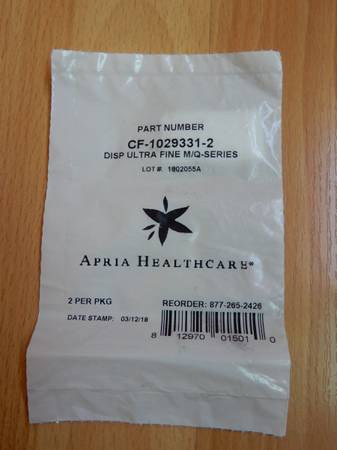 PART NUMBER
CF-1029331-2
DISP ULTRA FINE M/Q-SERIES
LOT #: 1802055A
APRIA HEALTHCARE®
2 PER PKG
REORDER: 877-265-2426
DATE STAMP: 03/12/18
8 12970 01501 0